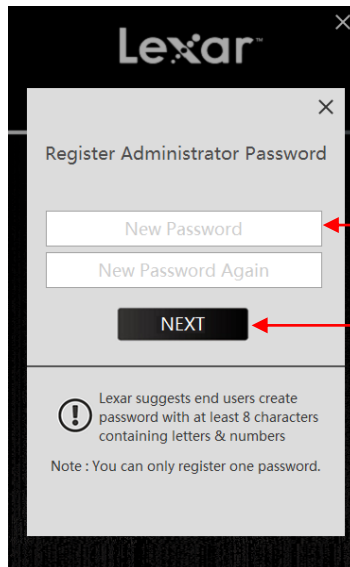 Lexar™
Register Administrator Password
New Password
New Password Again
NEXT
Lexar suggests end users create
password with at least 8 characters
containing letters & numbers
Note : You can only register one password.